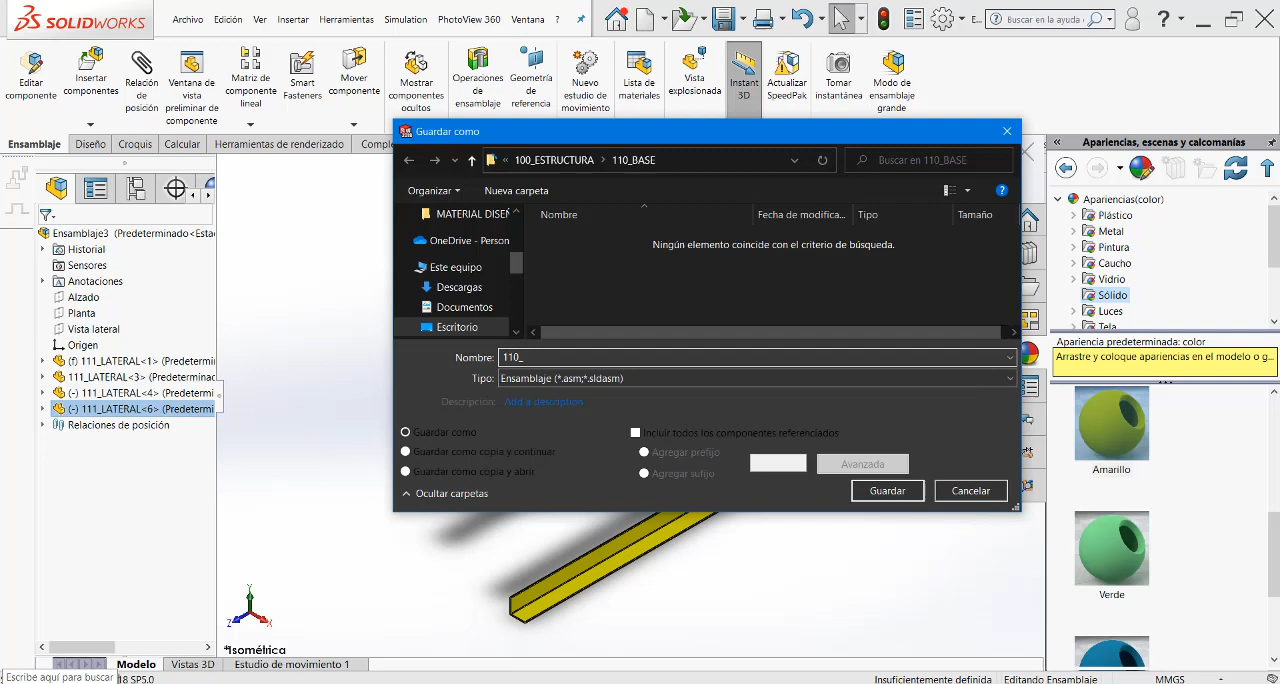 SOLIDWORKS
Archivo Edición Ver Insertar Herramientas Simulation PhotoView 360 Ventana ?
E...
Buscar en la ayuda
Editar componente
Insertar componentes
Relación de posición
Ventana de vista preliminar de componente
Matriz de componente lineal
Smart Fasteners
Mover componente
Mostrar componentes ocultos
Operaciones de ensamblaje
Geometría de referencia
Nuevo estudio de movimiento
Lista de materiales
Vista explosionada
Instant 3D
Actualizar SpeedPak
Tomar instantánea
Modo de ensamblaje grande
Ensamblaje Diseño Croquis Calcular Herramientas de renderizado Comple
Ensamblaje3 (Predeterminado<Esta
Historial
Sensores
Anotaciones
Alzado
Planta
Vista lateral
Origen
(f) 111_LATERAL<1> (Predetermi
111_LATERAL<3> (Predeterminac
(-) 111_LATERAL<4> (Predetermi
(-) 111_LATERAL<6> (Predetermi
Relaciones de posición
Guardar como
« 100_ESTRUCTURA > 110_BASE
Buscar en 110_BASE
Organizar Nueva carpeta
MATERIAL DISEÑ
OneDrive - Person
Este equipo
Descargas
Documentos
Escritorio
Nombre Fecha de modifica... Tipo Tamaño
Ningún elemento coincide con el criterio de búsqueda.
Nombre: 110_
Tipo: Ensamblaje (*.asm;*.sldasm)
Descripción: Add a description
Guardar como
Guardar como copia y continuar
Guardar como copia y abrir
Incluir todos los componentes referenciados
Agregar prefijo
Agregar sufijo
Avanzada
Ocultar carpetas
Guardar Cancelar
Apariencias, escenas y calcomanías
Apariencias(color)
Plástico
Metal
Pintura
Caucho
Vidrio
Sólido
Luces
Tela
Apariencia predeterminada: color
Arrastre y coloque apariencias en el modelo o g...
Amarillo
Verde
Y
Z
X
*Isométrica
Modelo Vistas 3D Estudio de movimiento 1
Escribe aquí para buscar
18 SP5.0
Insuficientemente definida Editando Ensamblaje MMGS -